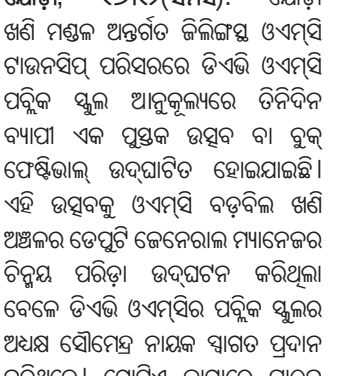 ଖଣି ମଣ୍ଡଳ ଅନ୍ତର୍ଗତ ଜିଲିଙ୍ଗସ୍ଥ ଓଏମ୍‌ସି
ଟାଉନସିପ୍ ପରିସରରେ ଡିଏଭି ଓଏମ୍‌ସି
ପବ୍ଲିକ ସ୍କୁଲ ଆନୁକୂଲ୍ୟରେ ତିନିଦିନ
ବ୍ୟାପୀ ଏକ ପୁସ୍ତକ ଉତ୍ସବ ବା ବୁକ୍
ଫେଷ୍ଟିଭାଲ୍ ଉଦ୍‌ଘାଟିତ ହୋଇଯାଇଛି।
ଏହି ଉତ୍ସବକୁ ଓଏମ୍‌ସି ବଡ଼ବିଲ ଖଣି
ଅଞ୍ଚଳର ଡେପୁଟି ଜେନେରାଲ ମ୍ୟାନେଜର
ଚିନ୍ମୟ ପରିଡ଼ା ଉଦ୍‌ଘଟନ କରିଥିଲା
ବେଳେ ଡିଏଭି ଓଏମ୍‌ସିର ପବ୍ଲିକ ସ୍କୁଲର
ଅଧ୍ୟକ୍ଷ ସୌମେନ୍ଦ୍ର ନାୟକ ସ୍ୱାଗତ ପ୍ରଦାନ